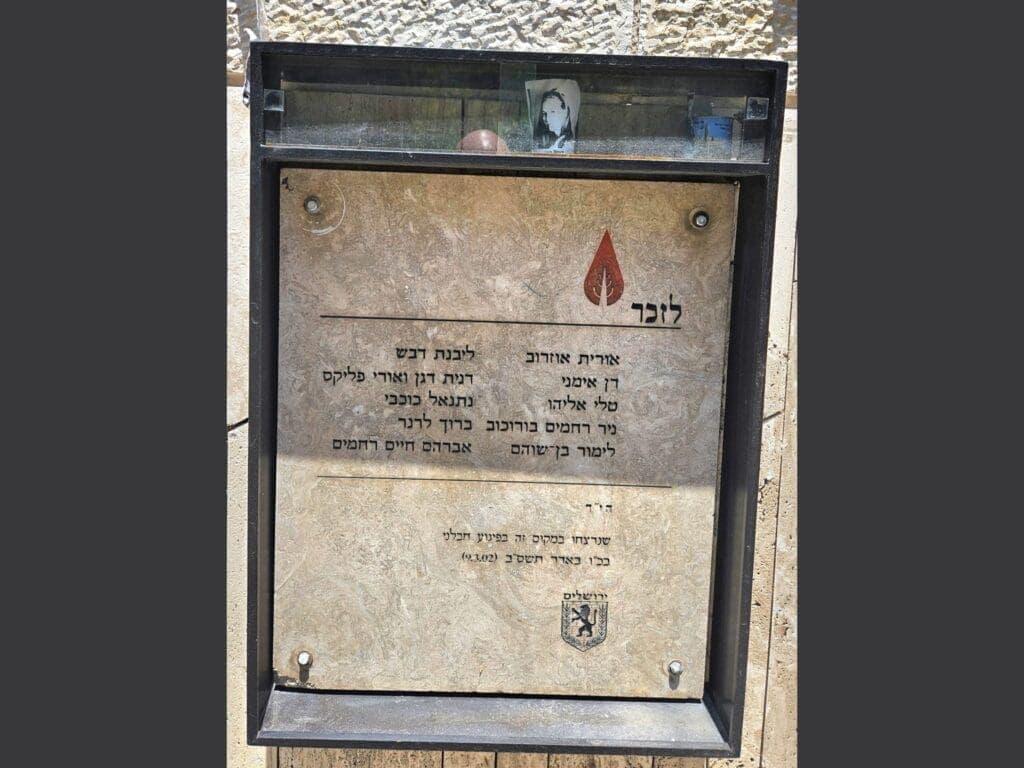 לזכר
אורית אוזרוב
דן אימני
טלי אליהו
ניר רחמים בורוכוב
לימור בן־שוהם
ליבנת דבש
דנית דגן ואורי פליקס
נתנאל כוכבי
ברוך לרנר
אברהם חיים רחמים
הי״ד
שנרצחו במקום זה בפיגוע חבלני
בכ״ו באדר תשס״ב (9.3.02)
ירושלים